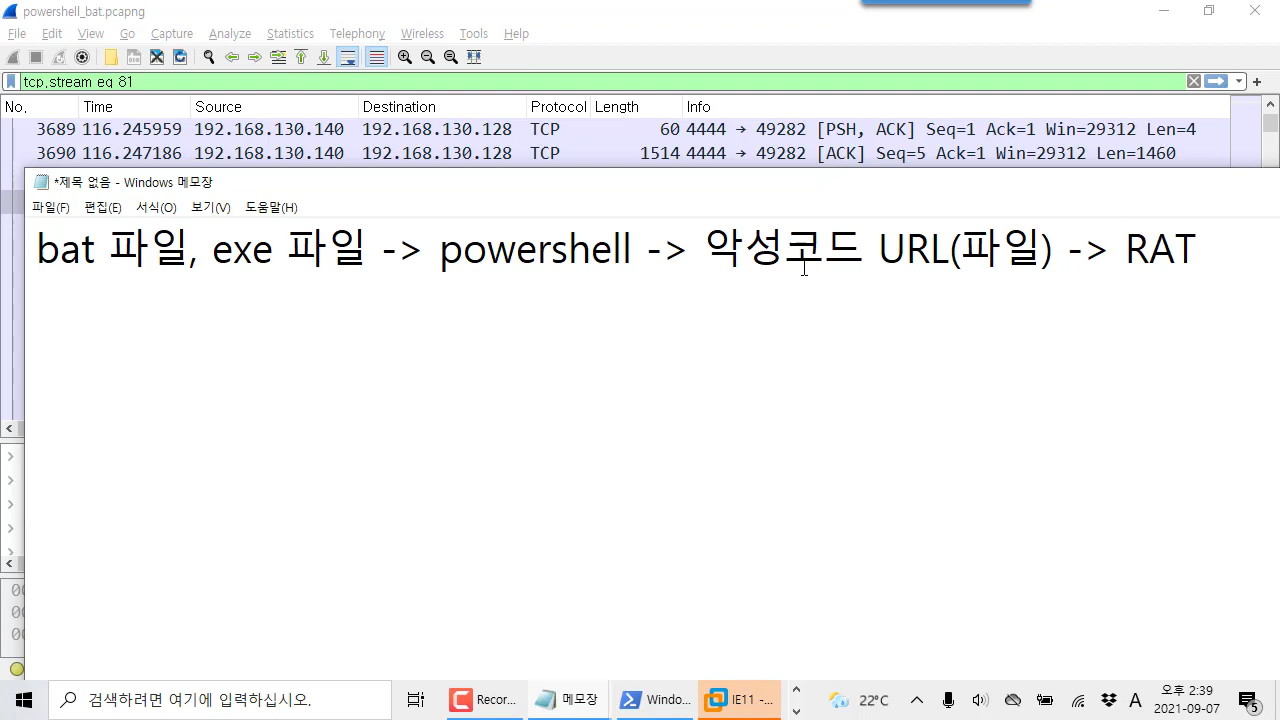 powershell_bat.pcapng
File Edit View Go Capture Analyze Statistics Telephony Wireless Tools Help
tcp.stream eq 81
No. Time Source Destination Protocol Length Info
3689 116.245959 192.168.130.140 192.168.130.128 TCP 60 4444 → 49282 [PSH, ACK] Seq=1 Ack=1 Win=29312 Len=4
3690 116.247186 192.168.130.140 192.168.130.128 TCP 1514 4444 → 49282 [ACK] Seq=5 Ack=1 Win=29312 Len=1460
*제목 없음 - Windows 메모장
파일(F) 편집(E) 서식(O) 보기(V) 도움말(H)
bat 파일, exe 파일 -> powershell -> 악성코드 URL(파일) -> RAT
검색하려면 여기에 입력하십시오.
Recor...
메모장
Windo...
IE11 -...
22°C
A
오후 2:39
2021-09-07
5